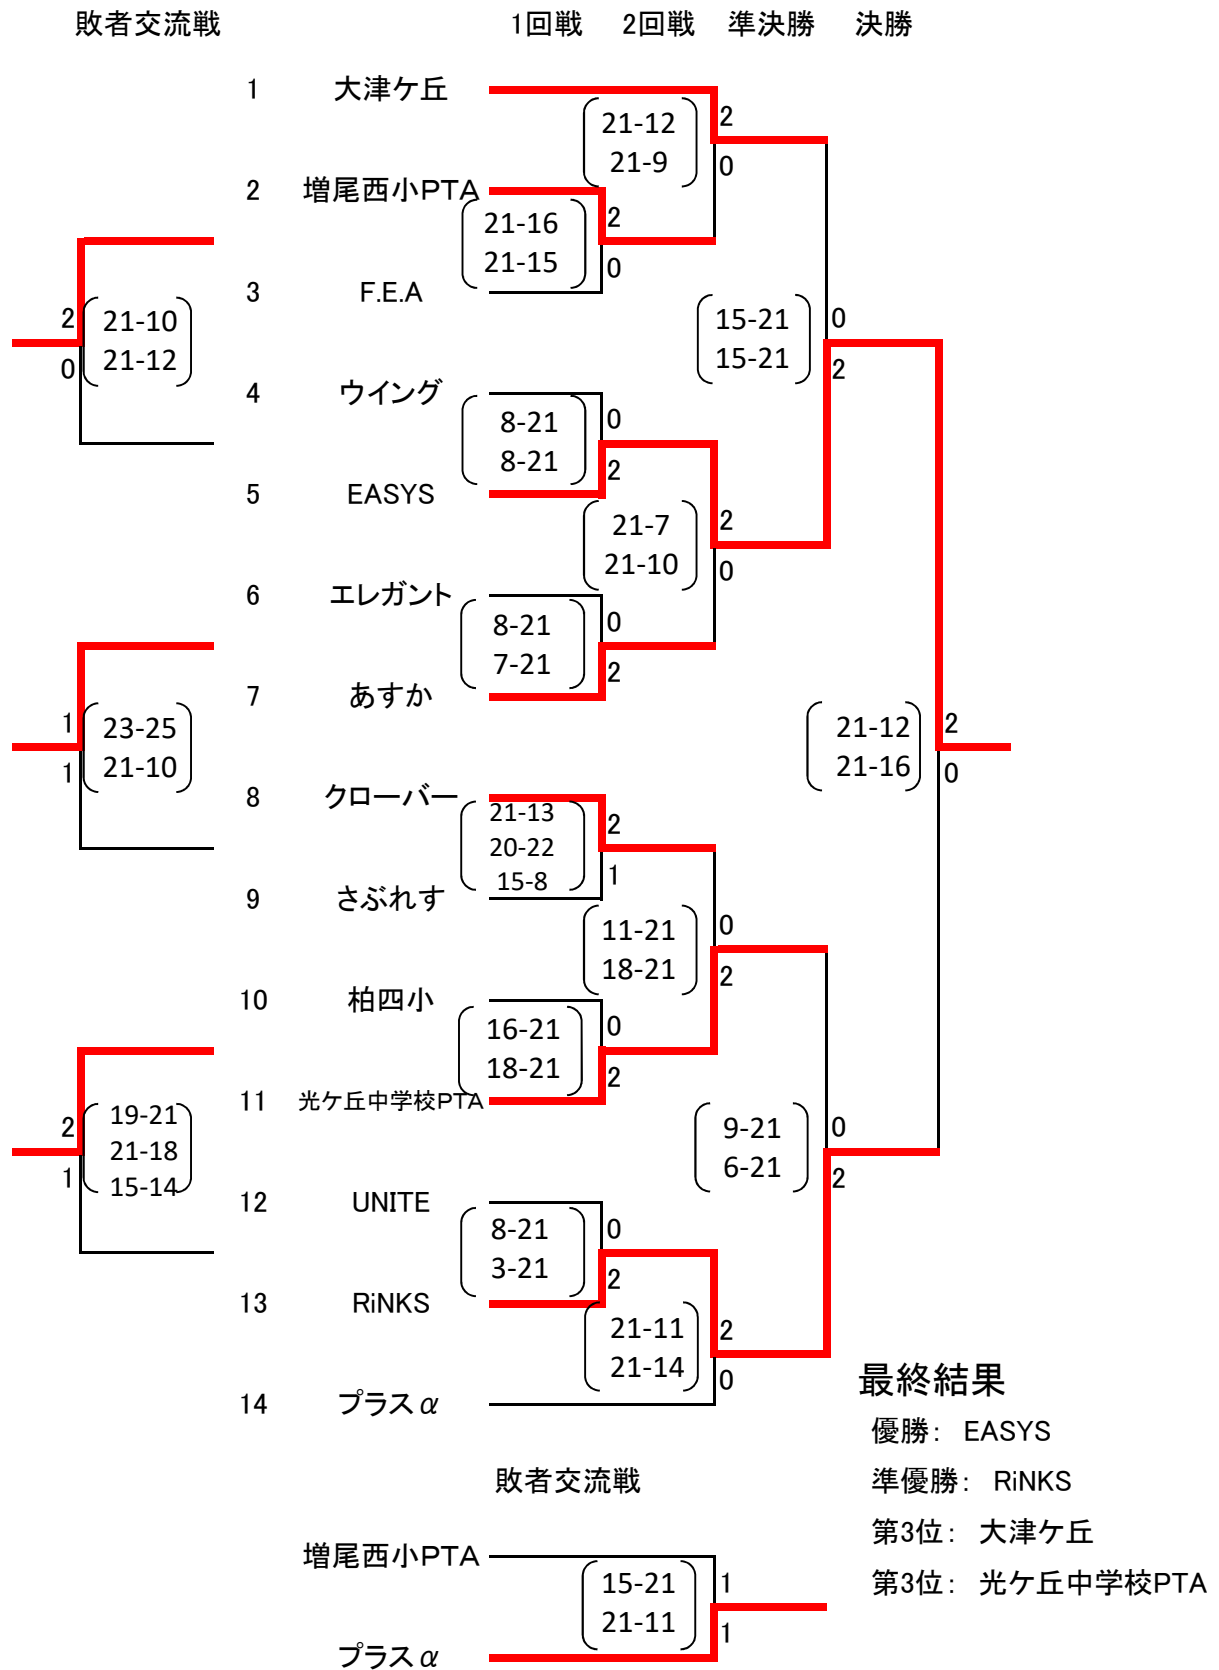 敗者交流戦 1回戦 2回戦 準決勝 決勝
1 大津ケ丘
21-12 2
21-9 0
2 増尾西小PTA
21-16 2
21-15 0
3 F.E.A
2 21-10
0 21-12
15-21 0
15-21 2
4 ウイング
8-21 0
8-21 2
5 EASYS
21-7 2
21-10 0
6 エレガント
8-21 0
7-21 2
7 あすか
1 23-25
1 21-10
21-12 2
21-16 0
8 クローバー
21-13 2
20-22
15-8 1
9 さぶれす
11-21 0
18-21 2
10 柏四小
16-21 0
18-21 2
11 光ケ丘中学校PTA
2 19-21
21-18
1 15-14
9-21 0
6-21 2
12 UNITE
8-21 0
3-21 2
13 RiNKS
21-11 2
21-14 0
14 プラスα
最終結果
優勝: EASYS
準優勝: RiNKS
第3位: 大津ケ丘
第3位: 光ケ丘中学校PTA
敗者交流戦
増尾西小PTA
15-21 1
21-11 1
プラスα